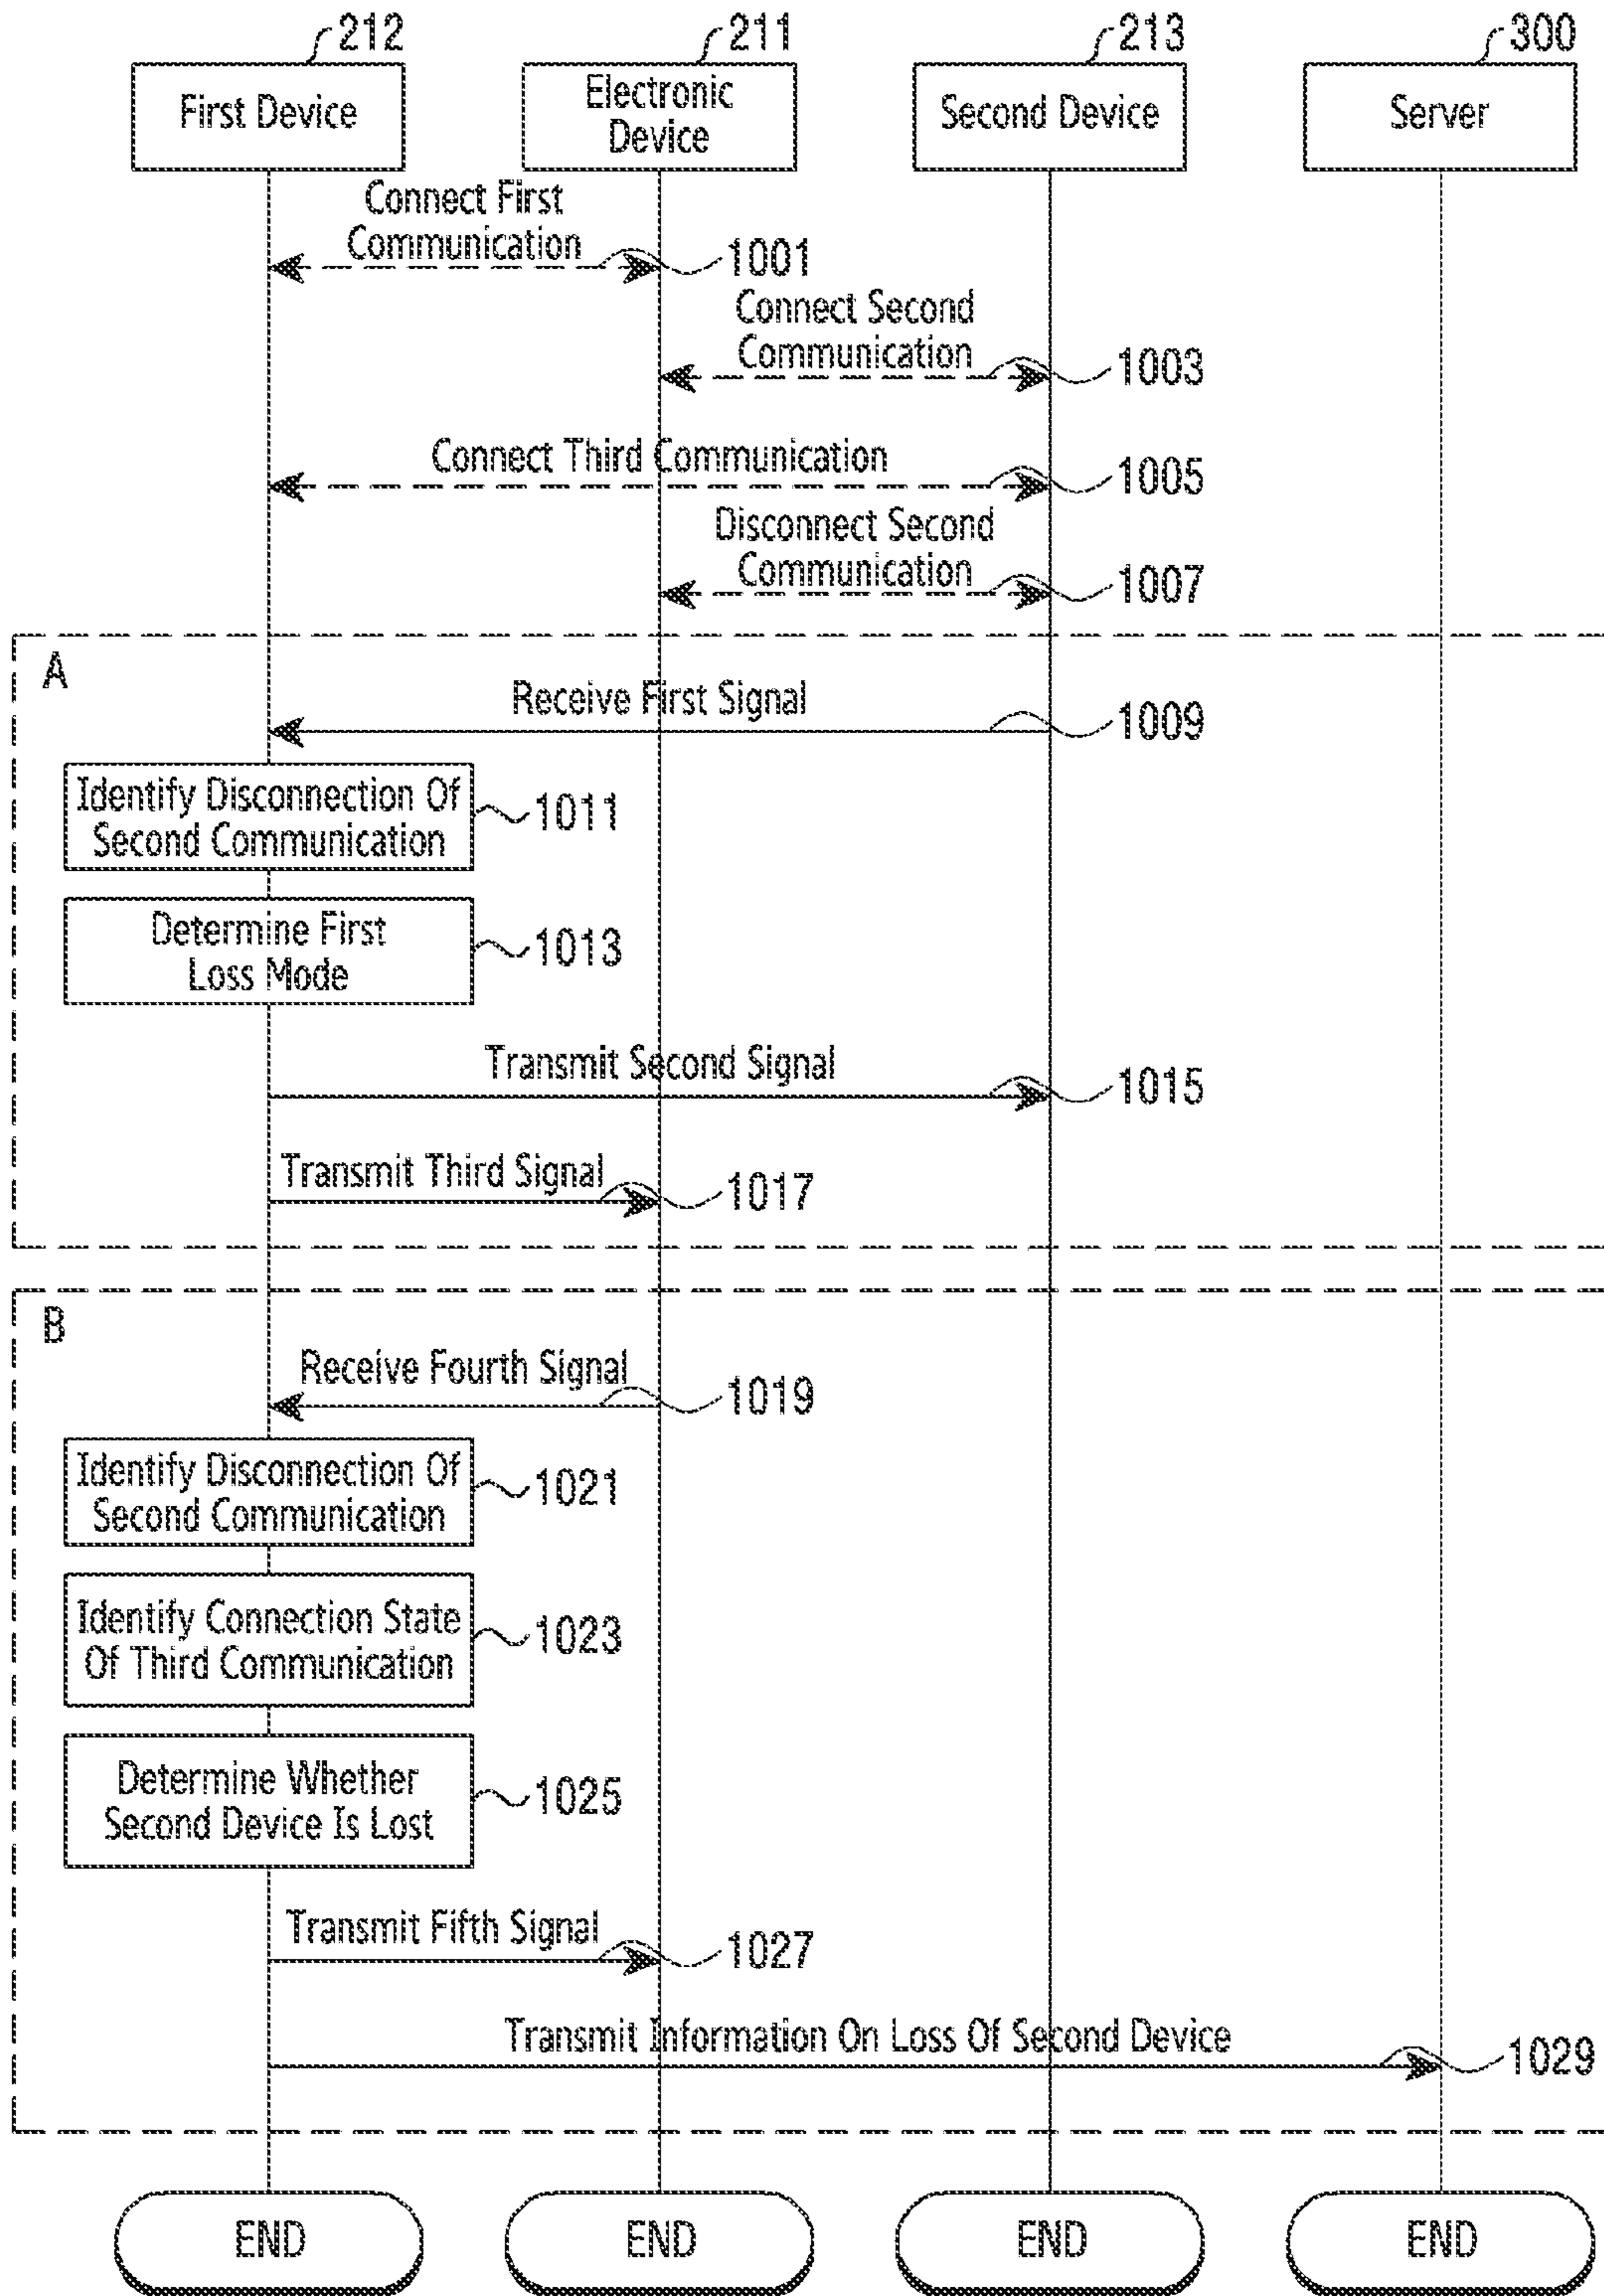 212
211
213
300
First Device
Electronic
Device
Second Device
Server
Connect First
Communication
1001
Connect Second
Communication
1003
Connect Third Communication
1005
Disconnect Second
Communication
1007
A
Receive First Signal
1009
Identify Disconnection Of
Second Communication
1011
Determine First
Loss Mode
1013
Transmit Second Signal
1015
Transmit Third Signal
1017
B
Receive Fourth Signal
1019
Identify Disconnection Of
Second Communication
1021
Identify Connection State
Of Third Communication
1023
Determine Whether
Second Device Is Lost
1025
Transmit Fifth Signal
1027
Transmit Information On Loss Of Second Device
1029
END
END
END
END